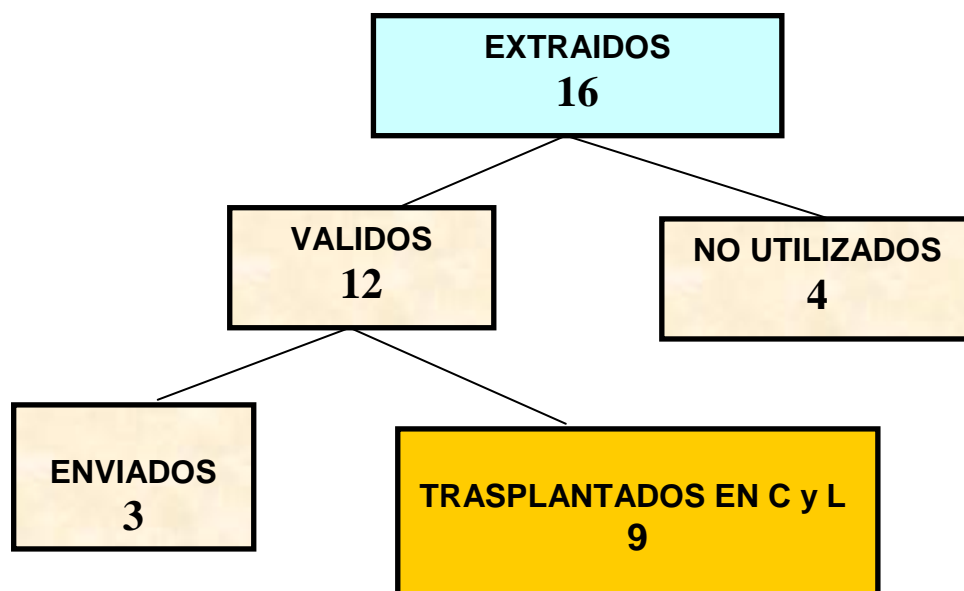 EXTRAIDOS
16
VALIDOS
12
NO UTILIZADOS
4
ENVIADOS
3
TRASPLANTADOS EN C y L
9